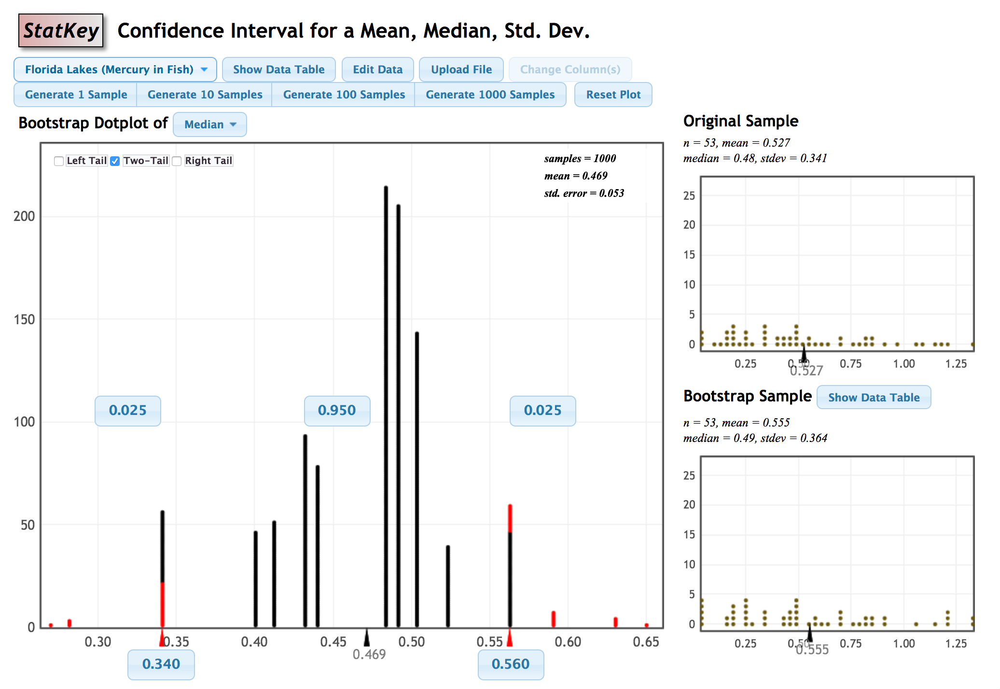 StatKey Confidence Interval for a Mean, Median, Std. Dev.
Florida Lakes (Mercury in Fish) Show Data Table Edit Data Upload File Change Column(s)
Generate 1 Sample Generate 10 Samples Generate 100 Samples Generate 1000 Samples Reset Plot
Bootstrap Dotplot of Median
Left Tail Two-Tail Right Tail
samples = 1000
mean = 0.469
std. error = 0.053
200
150
100
50
0
0.025 0.950 0.025
0.30 0.35 0.40 0.45 0.50 0.55 0.60 0.65
0.469
0.340 0.560
Original Sample
n = 53, mean = 0.527
median = 0.48, stdev = 0.341
25
20
15
10
5
0
0.25 0.50 0.75 1.00 1.25
0.527
Bootstrap Sample Show Data Table
n = 53, mean = 0.555
median = 0.49, stdev = 0.364
25
20
15
10
5
0
0.25 0.50 0.75 1.00 1.25
0.555